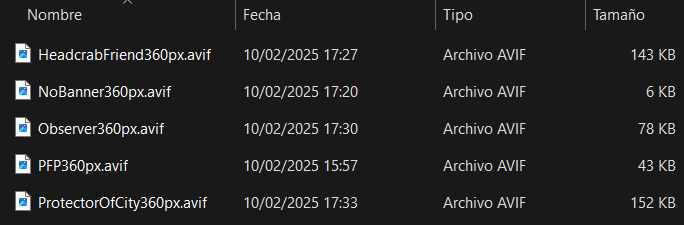 Nombre Fecha Tipo Tamaño
HeadcrabFriend360px.avif 10/02/2025 17:27 Archivo AVIF 143 KB
NoBanner360px.avif 10/02/2025 17:20 Archivo AVIF 6 KB
Observer360px.avif 10/02/2025 17:30 Archivo AVIF 78 KB
PFP360px.avif 10/02/2025 15:57 Archivo AVIF 43 KB
ProtectorOfCity360px.avif 10/02/2025 17:33 Archivo AVIF 152 KB